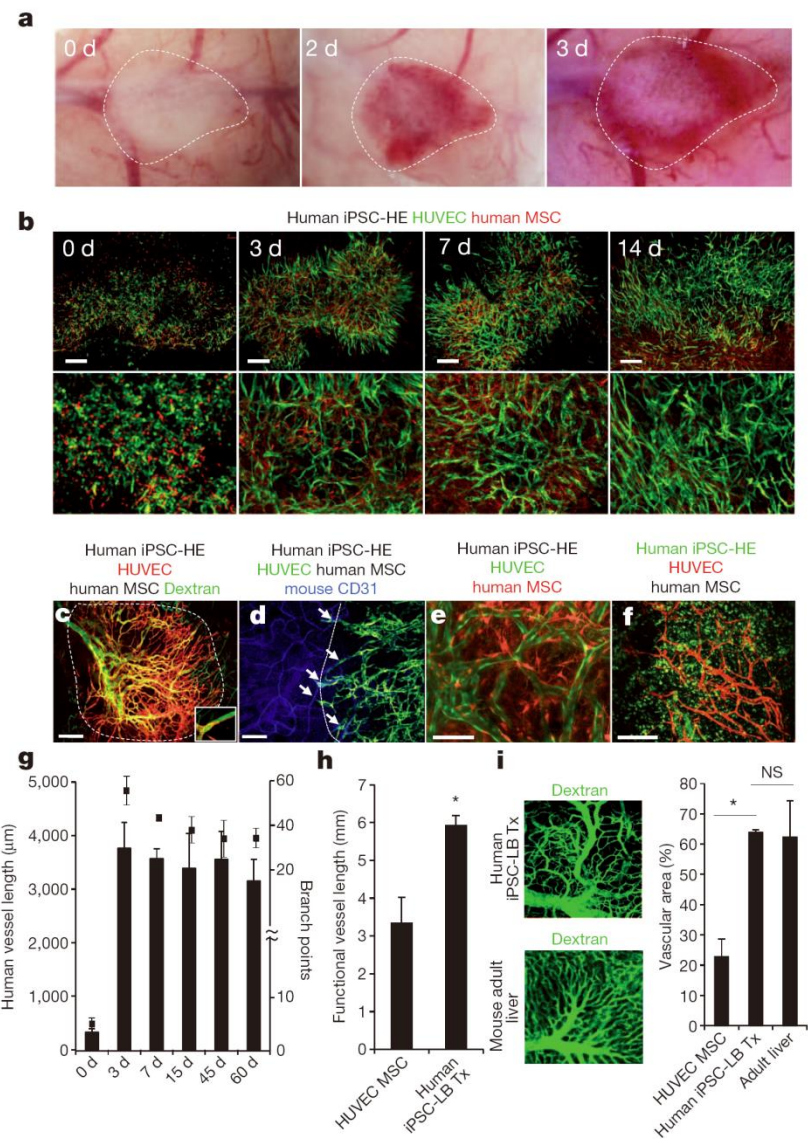 a
0 d
2 d
3 d
b
Human iPSC-HE HUVEC human MSC
0 d
3 d
7 d
14 d
Human iPSC-HE
HUVEC
human MSC Dextran
Human iPSC-HE
HUVEC human MSC
mouse CD31
Human iPSC-HE
HUVEC
human MSC
Human iPSC-HE
HUVEC
human MSC
c
d
e
f
g
Human vessel length (µm)
5,000
4,000
3,000
2,000
1,000
0
60
40
20
10
0
Branch points
0 d
3 d
7 d
15 d
45 d
60 d
h
Functional vessel length (mm)
7
6
5
4
3
2
1
0
*
HUVEC MSC
Human
iPSC-LB Tx
i
Dextran
Human
iPSC-LB Tx
Dextran
Mouse adult
liver
Vascular area (%)
80
70
60
50
40
30
20
10
0
*
NS
HUVEC MSC
Human iPSC-LB Tx
Adult liver